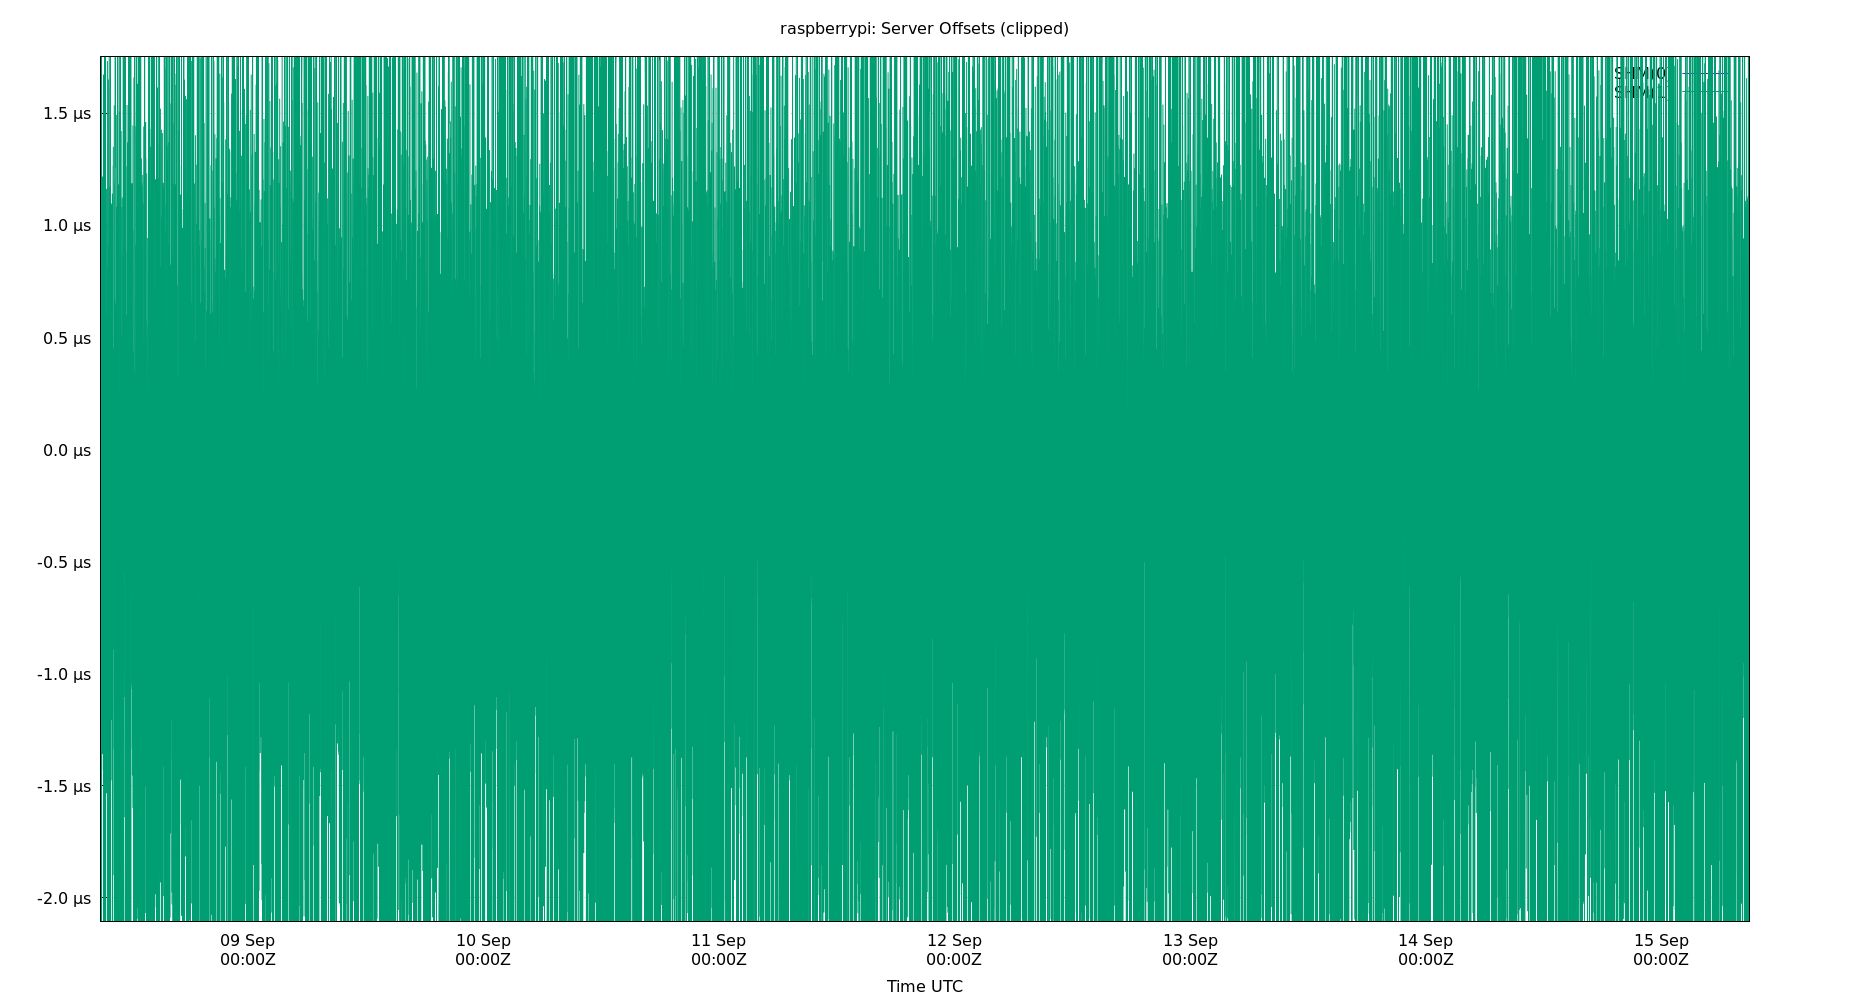 raspberrypi: Server Offsets (clipped)
1.5 µs
1.0 µs
0.5 µs
0.0 µs
-0.5 µs
-1.0 µs
-1.5 µs
-2.0 µs
09 Sep 10 Sep 11 Sep 12 Sep 13 Sep 14 Sep 15 Sep
00:00Z 00:00Z 00:00Z 00:00Z 00:00Z 00:00Z 00:00Z
Time UTC